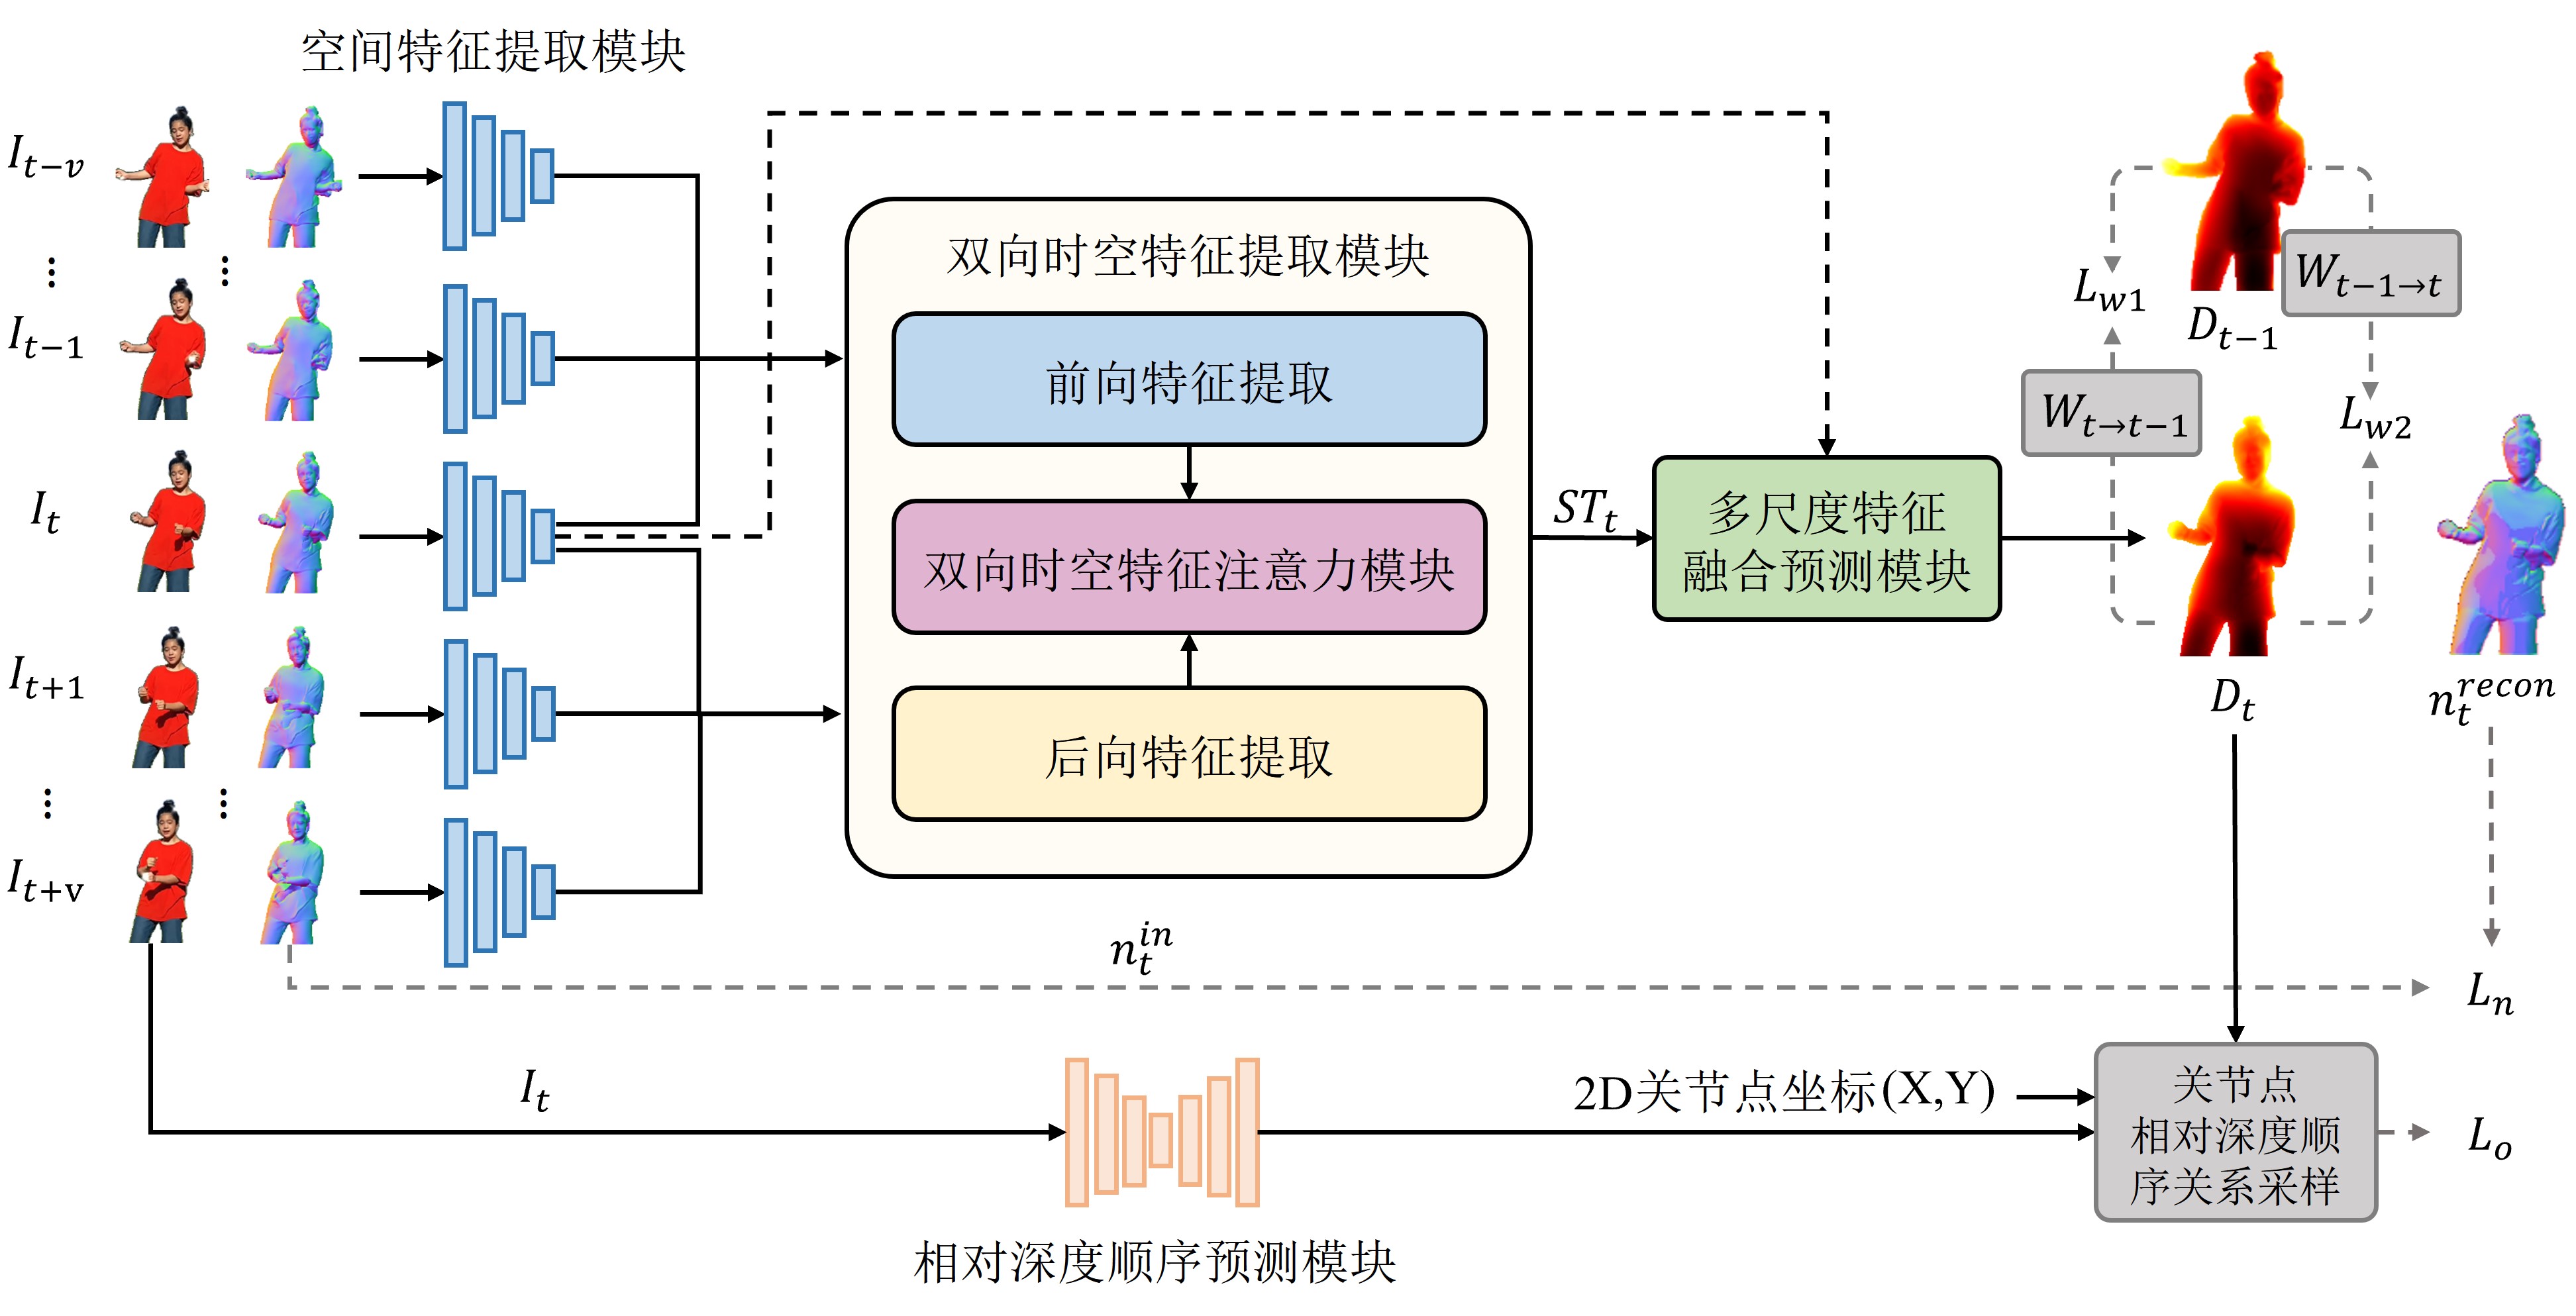 空间特征提取模块
I_{t-v}
⋮ ⋮
I_{t-1}
I_t
I_{t+1}
⋮ ⋮
I_{t+v}
双向时空特征提取模块
前向特征提取
双向时空特征注意力模块
后向特征提取
ST_t
多尺度特征
融合预测模块
D_{t-1}
W_{t-1→t}
L_{w1}
W_{t→t-1}
L_{w2}
D_t
n_t^{recon}
n_t^{in}
L_n
I_t
相对深度顺序预测模块
2D关节点坐标(X,Y)
关节点
相对深度顺
序关系采样
L_o